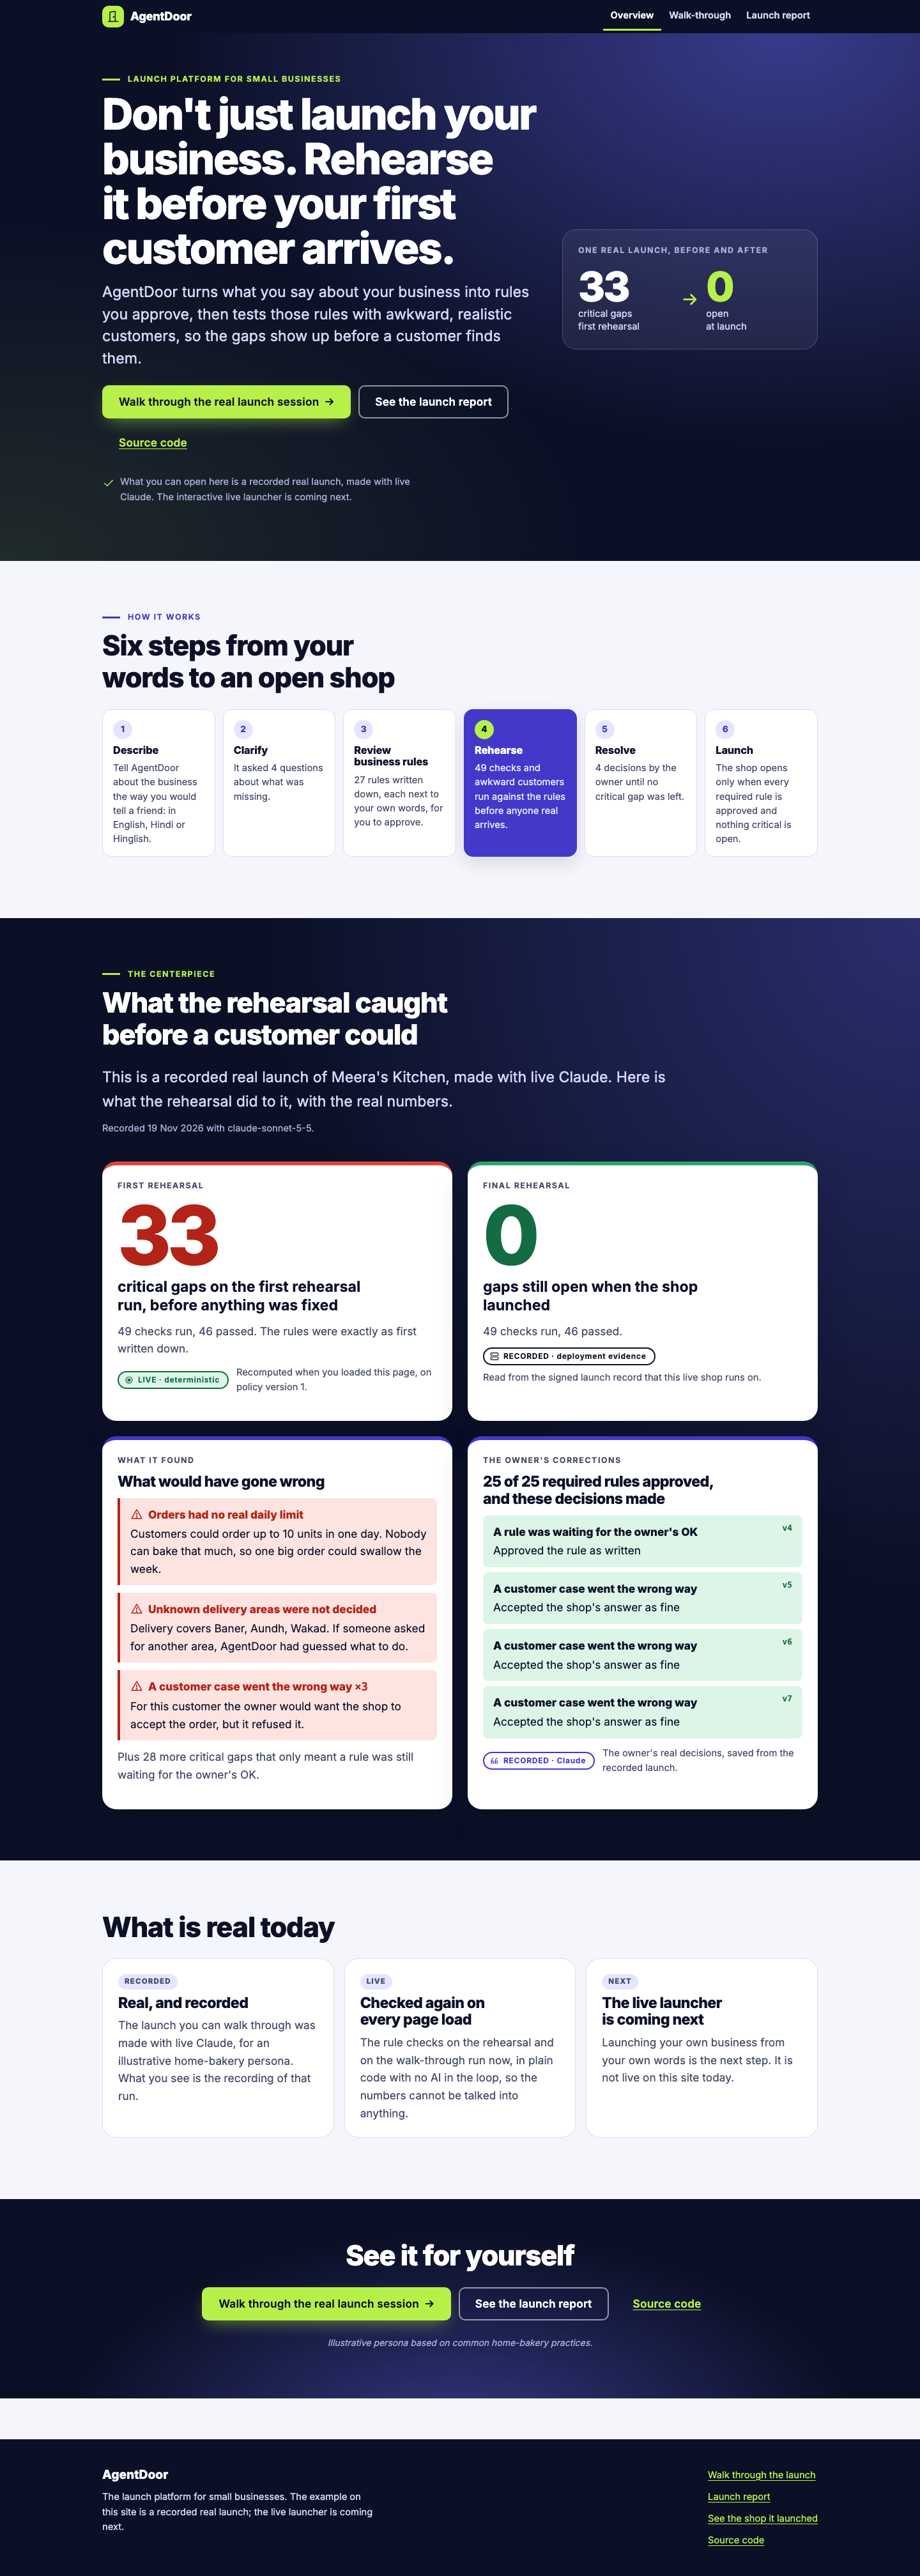 AgentDoor
Overview
Walk-through
Launch report
LAUNCH PLATFORM FOR SMALL BUSINESSES
Don't just launch your
business. Rehearse
it before your first
customer arrives.
AgentDoor turns what you say about your business into rules
you approve, then tests those rules with awkward, realistic
customers, so the gaps show up before a customer finds
them.
Walk through the real launch session →
See the launch report
Source code
What you can open here is a recorded real launch, made with live
Claude. The interactive live launcher is coming next.
ONE REAL LAUNCH, BEFORE AND AFTER
33
critical gaps
first rehearsal
→
0
open
at launch
HOW IT WORKS
Six steps from your
words to an open shop
1
Describe
Tell AgentDoor
about the business
the way you would
tell a friend: in
English, Hindi or
Hinglish.
2
Clarify
It asked 4 questions
about what was
missing.
3
Review
business rules
27 rules written
down, each next to
your own words, for
you to approve.
4
Rehearse
49 checks and
awkward customers
run against the rules
before anyone real
arrives.
5
Resolve
4 decisions by the
owner until no
critical gap was left.
6
Launch
The shop opens
only when every
required rule is
approved and
nothing critical is
open.
THE CENTERPIECE
What the rehearsal caught
before a customer could
This is a recorded real launch of Meera's Kitchen, made with live Claude. Here is
what the rehearsal did to it, with the real numbers.
Recorded 19 Nov 2026 with claude-sonnet-5-5.
FIRST REHEARSAL
33
critical gaps on the first rehearsal
run, before anything was fixed
49 checks run, 46 passed. The rules were exactly as first
written down.
LIVE · deterministic
Recomputed when you loaded this page, on
policy version 1.
FINAL REHEARSAL
0
gaps still open when the shop
launched
49 checks run, 46 passed.
RECORDED · deployment evidence
Read from the signed launch record that this live shop runs on.
WHAT IT FOUND
What would have gone wrong
Orders had no real daily limit
Customers could order up to 10 units in one day. Nobody
can bake that much, so one big order could swallow the
week.
Unknown delivery areas were not decided
Delivery covers Baner, Aundh, Wakad. If someone asked
for another area, AgentDoor had guessed what to do.
A customer case went the wrong way ×3
For this customer the owner would want the shop to
accept the order, but it refused it.
Plus 28 more critical gaps that only meant a rule was still
waiting for the owner's OK.
THE OWNER'S CORRECTIONS
25 of 25 required rules approved,
and these decisions made
A rule was waiting for the owner's OK
v4
Approved the rule as written
A customer case went the wrong way
v5
Accepted the shop's answer as fine
A customer case went the wrong way
v6
Accepted the shop's answer as fine
A customer case went the wrong way
v7
Accepted the shop's answer as fine
RECORDED · Claude
The owner's real decisions, saved from the
recorded launch.
What is real today
RECORDED
Real, and recorded
The launch you can walk through was
made with live Claude, for an
illustrative home-bakery persona.
What you see is the recording of that
run.
LIVE
Checked again on
every page load
The rule checks on the rehearsal and
on the walk-through run now, in plain
code with no AI in the loop, so the
numbers cannot be talked into
anything.
NEXT
The live launcher
is coming next
Launching your own business from
your own words is the next step. It is
not live on this site today.
See it for yourself
Walk through the real launch session →
See the launch report
Source code
Illustrative persona based on common home-bakery practices.
AgentDoor
The launch platform for small businesses. The example on
this site is a recorded real launch; the live launcher is coming
next.
Walk through the launch
Launch report
See the shop it launched
Source code